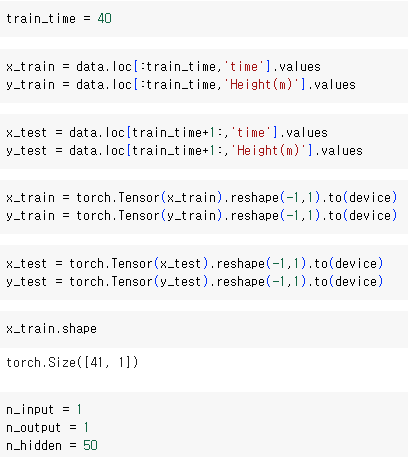 train_time = 40
x_train = data.loc[:train_time,'time'].values
y_train = data.loc[:train_time,'Height(m)'].values
x_test = data.loc[train_time+1:,'time'].values
y_test = data.loc[train_time+1:,'Height(m)'].values
x_train = torch.Tensor(x_train).reshape(-1,1).to(device)
y_train = torch.Tensor(y_train).reshape(-1,1).to(device)
x_test = torch.Tensor(x_test).reshape(-1,1).to(device)
y_test = torch.Tensor(y_test).reshape(-1,1).to(device)
x_train.shape
torch.Size([41, 1])
n_input = 1
n_output = 1
n_hidden = 50